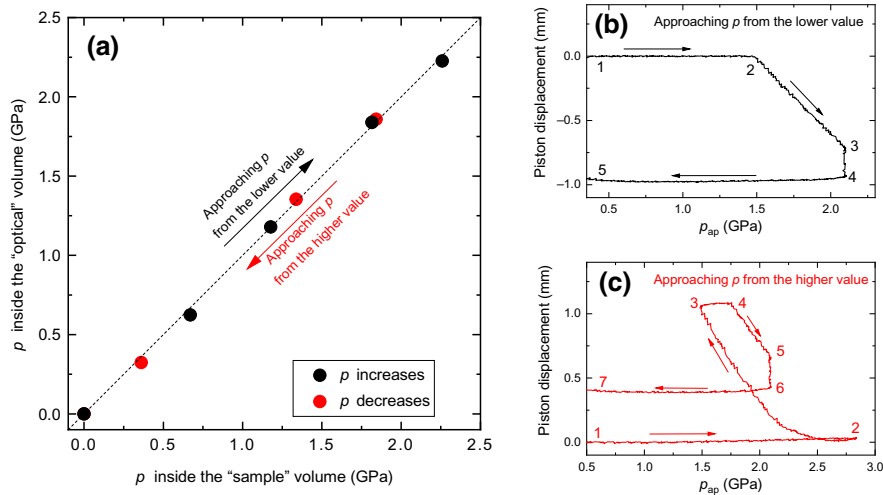 (a)
2.5
2.0
1.5
1.0
0.5
0.0
p inside the "optical" volume (GPa)
Approaching p
from the lower value
Approaching p
from the higher value
p increases
p decreases
0.0 0.5 1.0 1.5 2.0 2.5
p inside the "sample" volume (GPa)
(b) Approaching p from the lower value
0.0
−0.5
−1.0
Piston displacement (mm)
1 2 3 4 5
0.5 1.0 1.5 2.0
pap (GPa)
(c) Approaching p from the higher value
1.0
0.5
0.0
Piston displacement (mm)
3 4
5
6
7
1 2
0.5 1.0 1.5 2.0 2.5 3.0
pap (GPa)